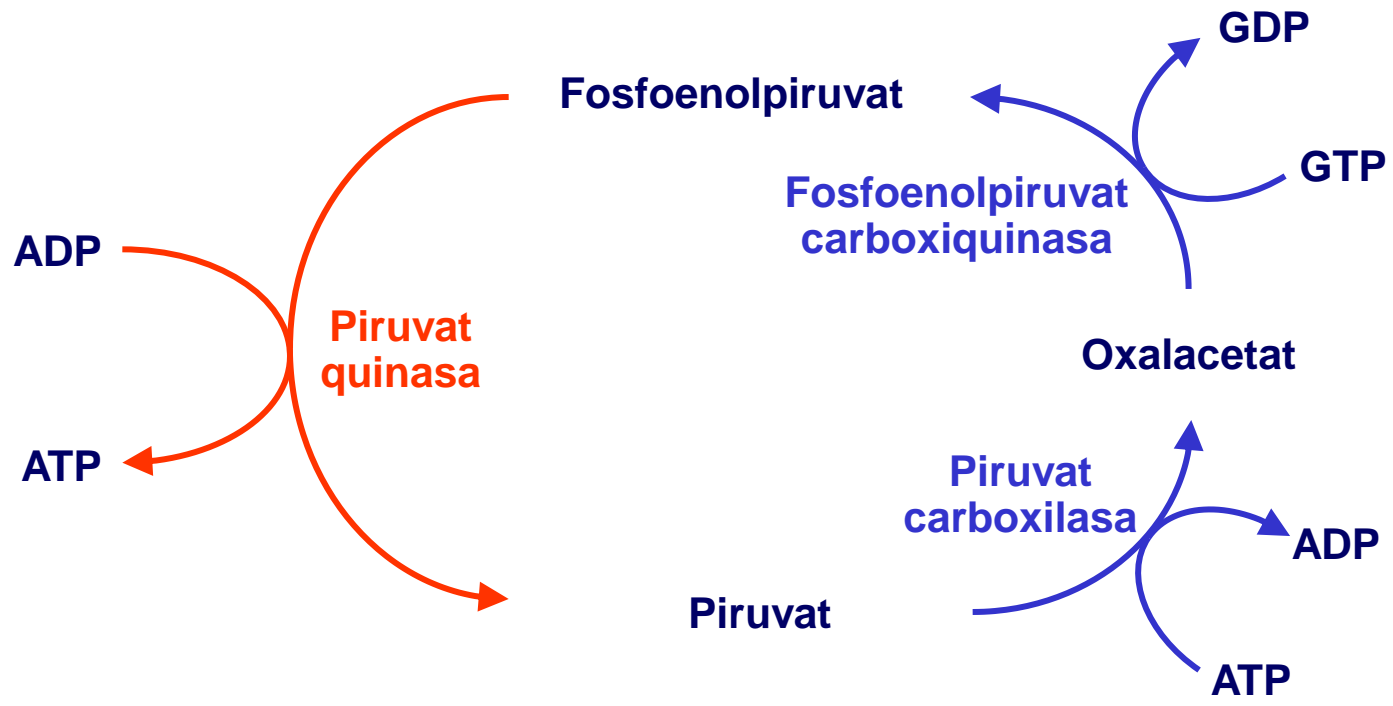 GDP
Fosfoenolpiruvat
GTP
Fosfoenolpiruvat
carboxiquinasa
ADP
Piruvat
quinasa
Oxalacetat
ATP
Piruvat
carboxilasa
ADP
Piruvat
ATP